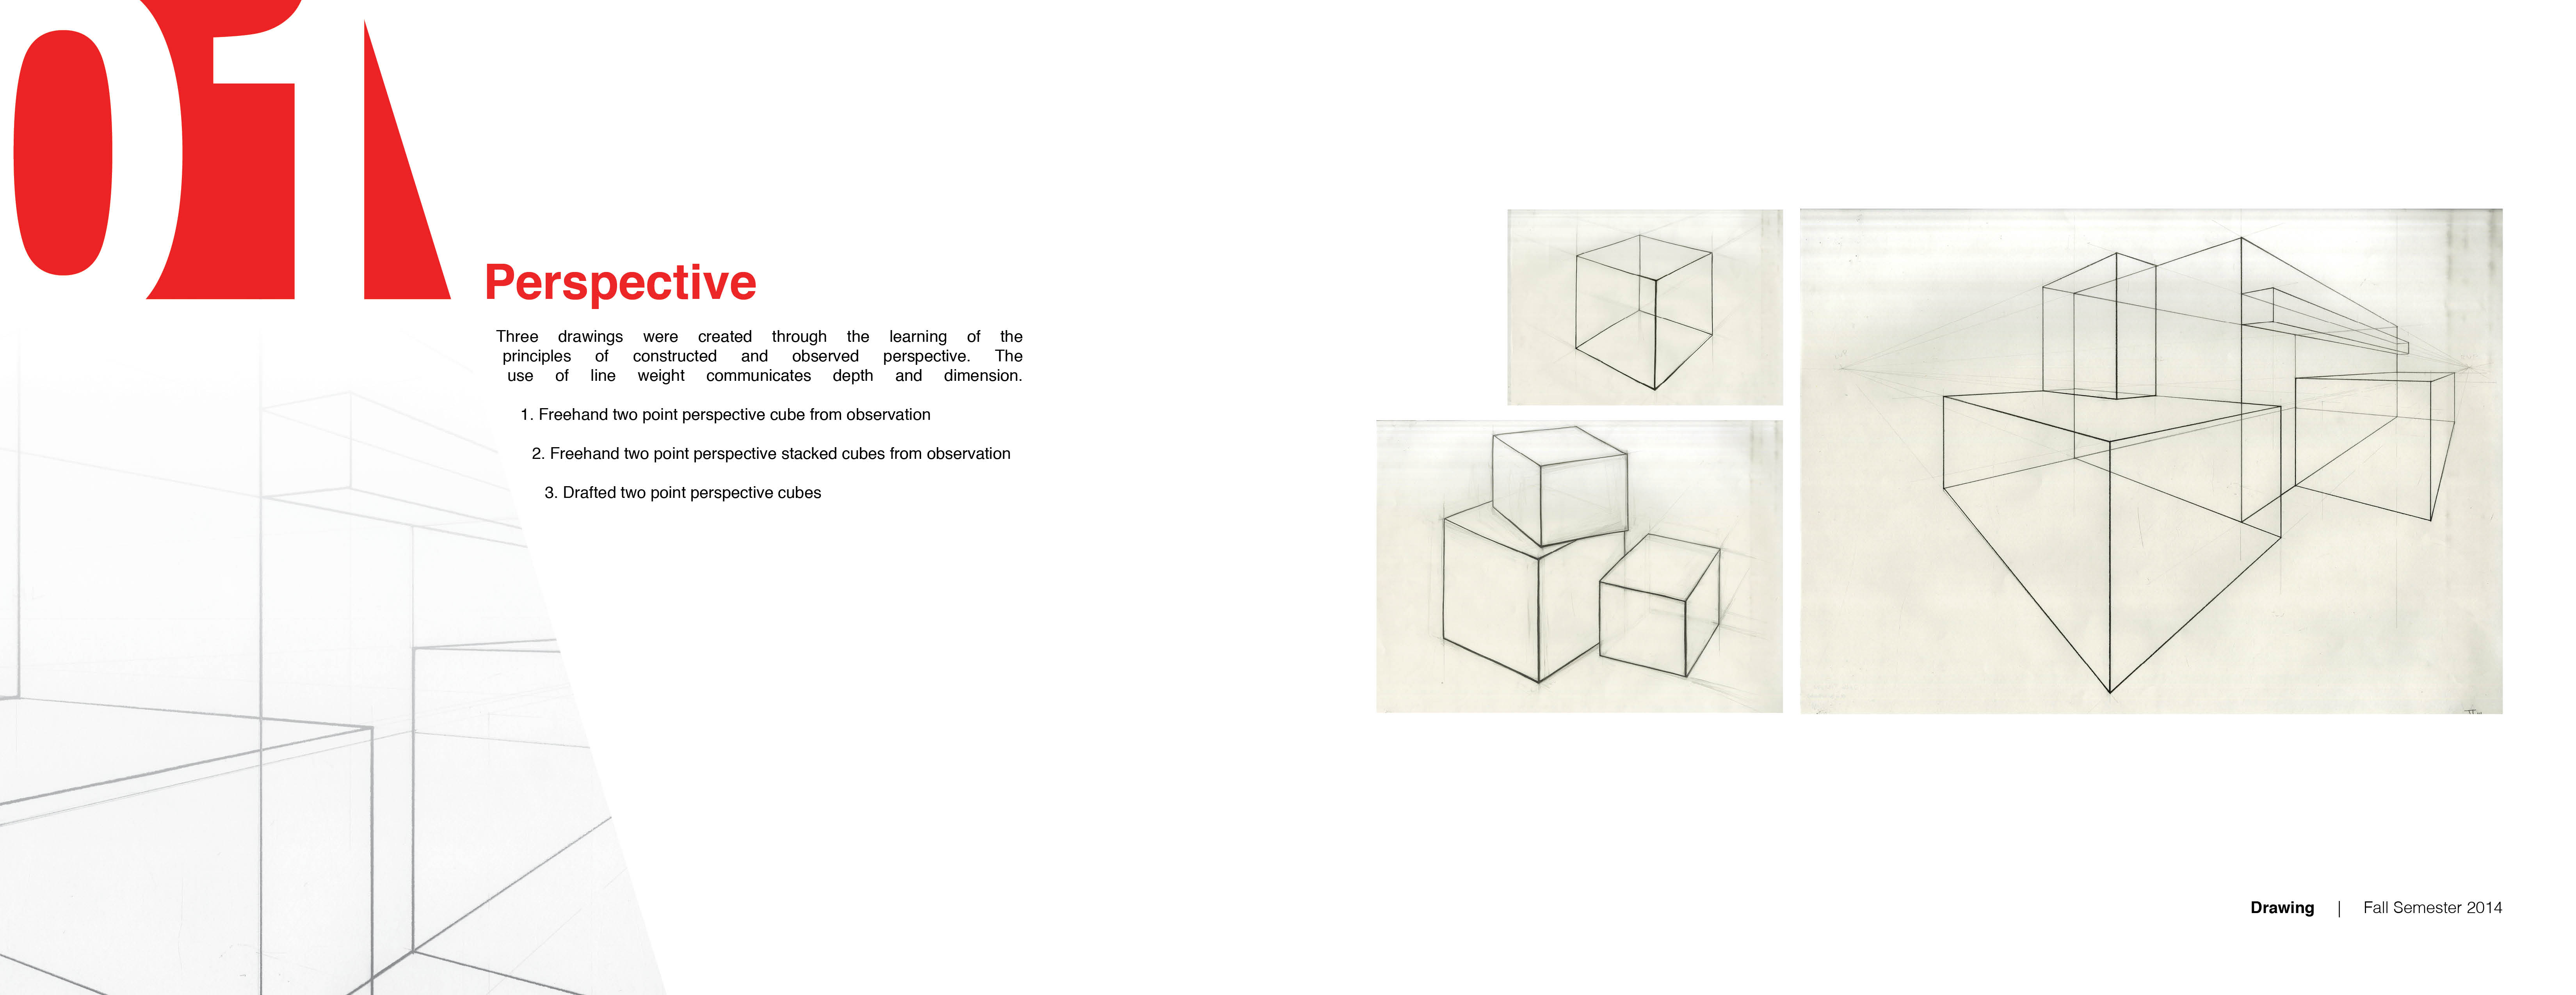 01
Perspective
Three drawings were created through the learning of the
principles of constructed and observed perspective. The
use of line weight communicates depth and dimension.
1. Freehand two point perspective cube from observation
2. Freehand two point perspective stacked cubes from observation
3. Drafted two point perspective cubes
Drawing | Fall Semester 2014